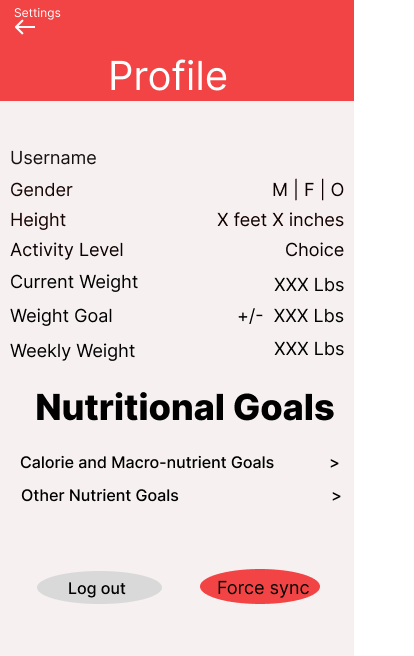 Settings
←
Profile
Username
Gender M | F | O
Height X feet X inches
Activity Level Choice
Current Weight XXX Lbs
Weight Goal +/- XXX Lbs
Weekly Weight XXX Lbs
Nutritional Goals
Calorie and Macro-nutrient Goals >
Other Nutrient Goals >
Log out Force sync